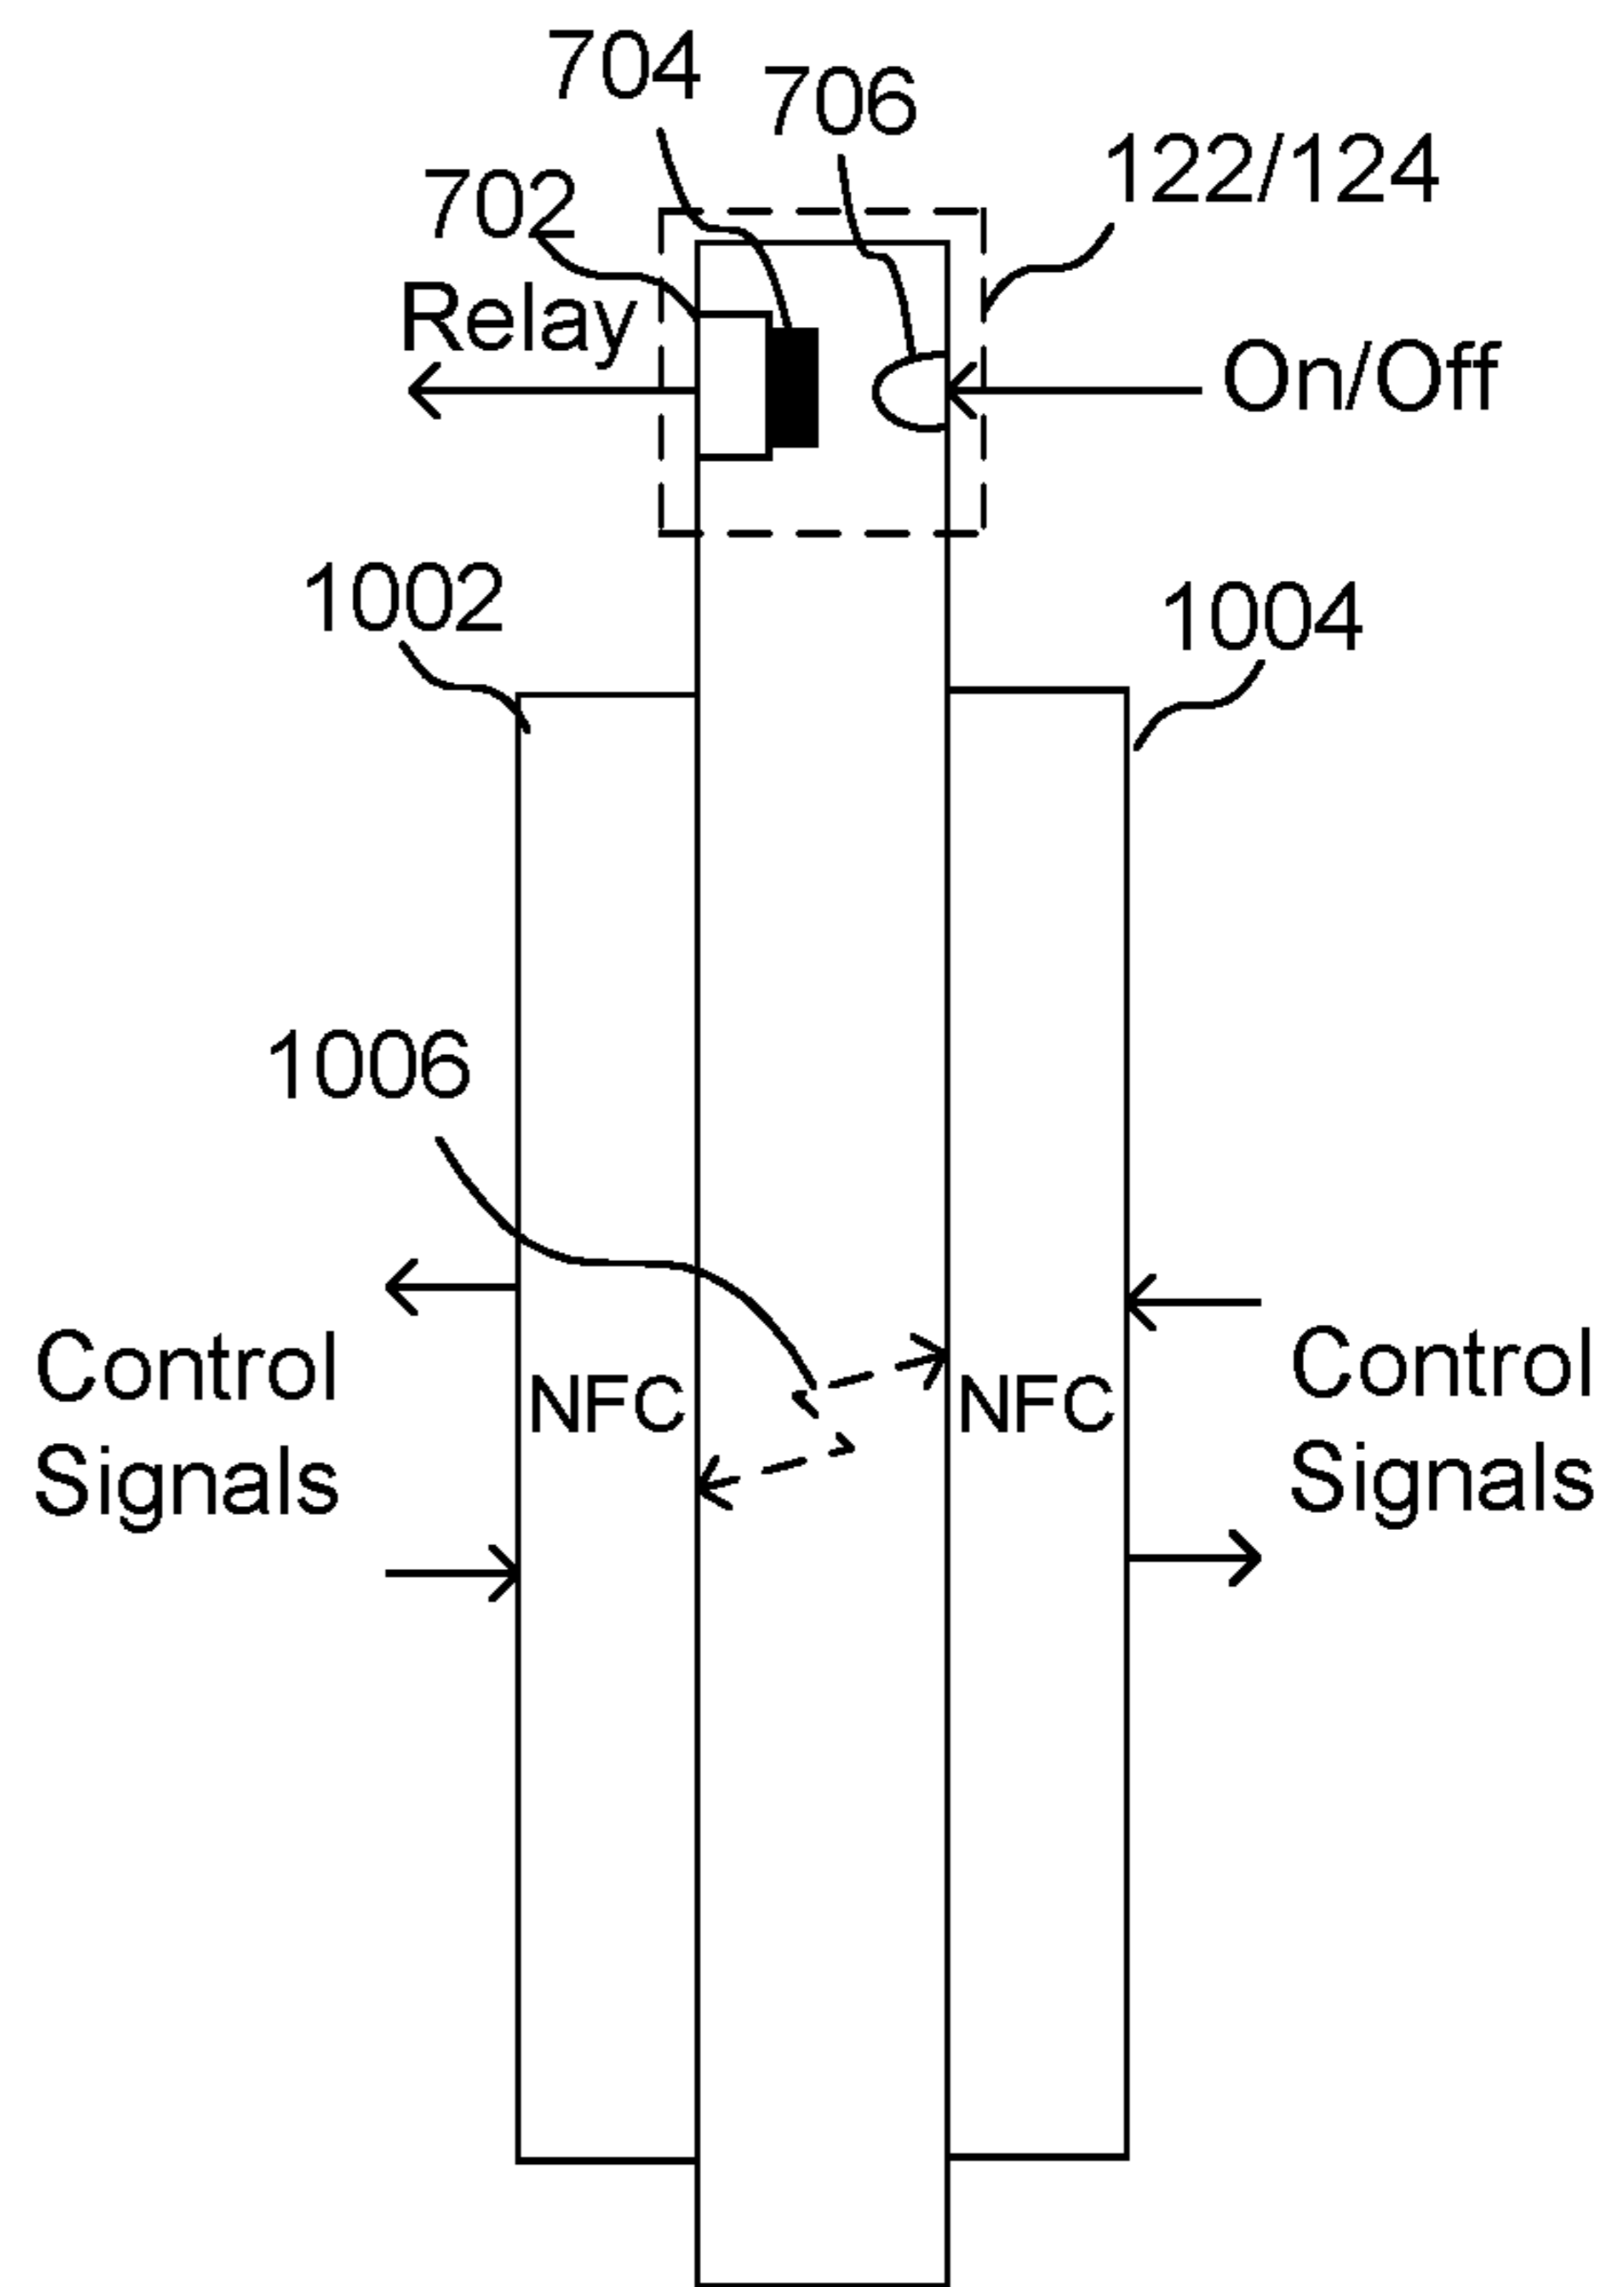 704
706
122/124
702
Relay
On/Off
1002
1004
1006
Control
Signals
NFC
NFC
Control
Signals